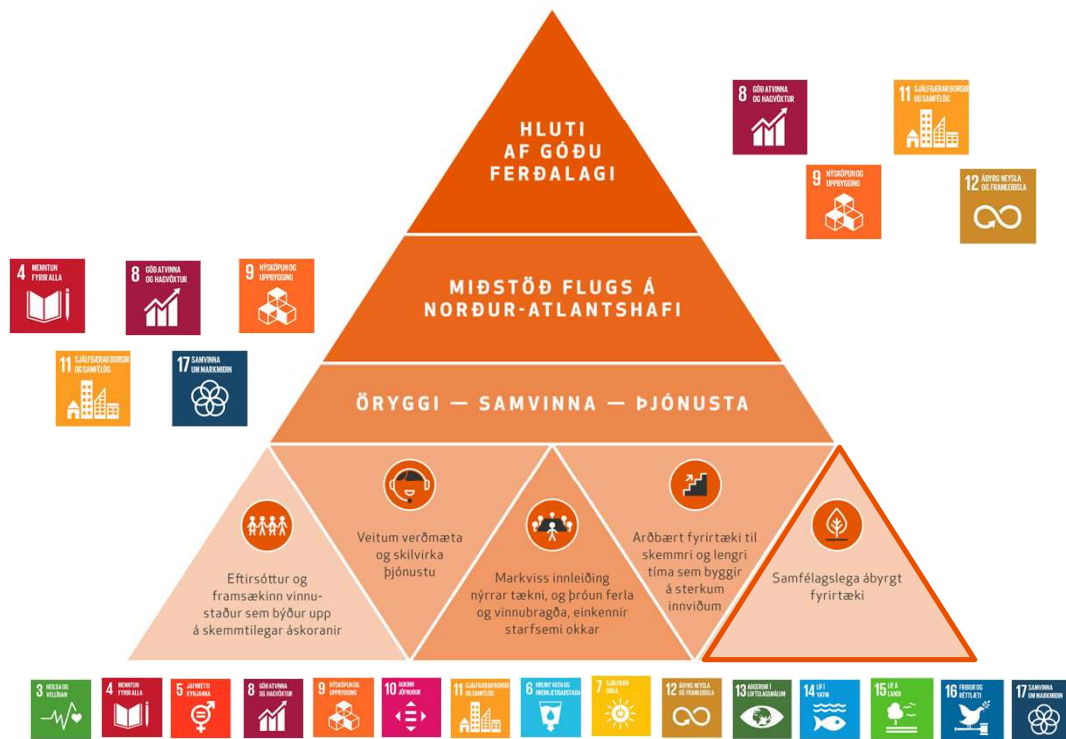 HLUTI
AF GÓÐU
FERÐALAGI
8 GÓÐ ATVINNA
OG HAGVÖXTUR
11 SJÁLFBÆRAR BORGIR
OG SAMFÉLÖG
9 NÝSKÖPUN OG
UPPBYGGING
12 ÁBYRG NEYSLA
OG FRAMLEIÐSLA
MIÐSTÖÐ FLUGS Á
NORÐUR-ATLANTSHAFI
4 MENNTUN
FYRIR ALLA
8 GÓÐ ATVINNA
OG HAGVÖXTUR
9 NÝSKÖPUN OG
UPPBYGGING
11 SJÁLFBÆRAR BORGIR
OG SAMFÉLÖG
17 SAMVINNA
UM MARKMIÐIN
ÖRYGGI — SAMVINNA — ÞJÓNUSTA
Eftirsóttur og
framsækinn vinnu-
staður sem býður upp
á skemmtilegar áskoranir
Veitum verðmæta
og skilvirka
þjónustu
Markviss innleiðing
nýrrar tækni, og þróun ferla
og vinnubragða, einkennir
starfsemi okkar
Arðbært fyrirtæki til
skemmri og lengri
tíma sem byggir
á sterkum
innviðum
Samfélagslega ábyrgt
fyrirtæki
3 HEILSA OG
VELLÍÐAN
4 MENNTUN
FYRIR ALLA
5 JAFNRÉTTI
KYNJANNA
8 GÓÐ ATVINNA
OG HAGVÖXTUR
9 NÝSKÖPUN OG
UPPBYGGING
10 AUKINN
JÖFNUÐUR
11 SJÁLFBÆRAR BORGIR
OG SAMFÉLÖG
6 HREINT VATN OG
HREINLÆTISAÐSTAÐA
7 SJÁLFBÆR
ORKA
12 ÁBYRG NEYSLA
OG FRAMLEIÐSLA
13 AÐGERÐIR Í
LOFTSLAGSMÁLUM
14 LÍF Í
VATNI
15 LÍF Á
LANDI
16 FRIÐUR OG
RÉTTLÆTI
17 SAMVINNA
UM MARKMIÐIN